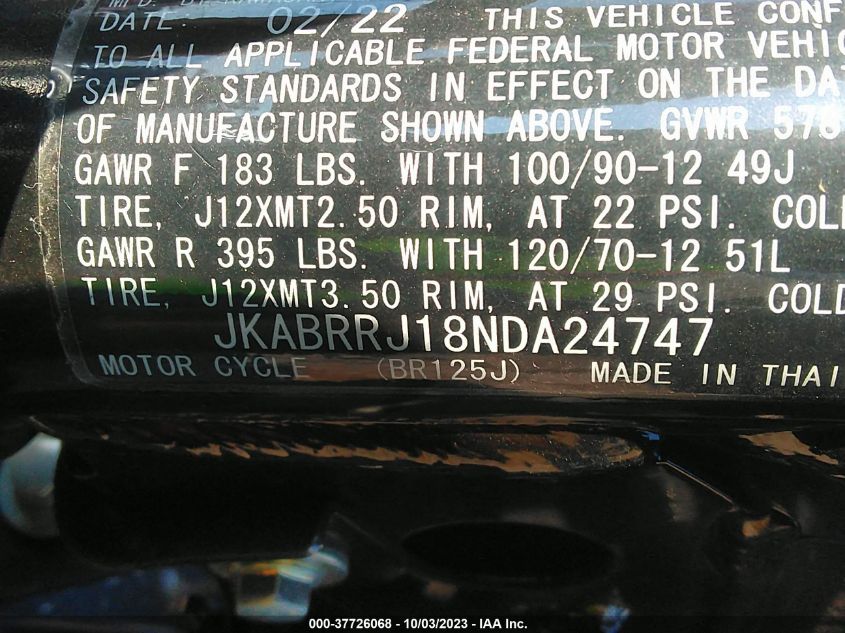 DATE: 02/22 THIS VEHICLE CONF
TO ALL APPLICABLE FEDERAL MOTOR VEHIC
SAFETY STANDARDS IN EFFECT ON THE DAT
OF MANUFACTURE SHOWN ABOVE. GVWR 578
GAWR F 183 LBS. WITH 100/90-12 49J
TIRE, J12XMT2.50 RIM, AT 22 PSI. COLD
GAWR R 395 LBS. WITH 120/70-12 51L
TIRE, J12XMT3.50 RIM, AT 29 PSI. COLD
JKABRRJ18NDA24747
MOTOR CYCLE (BR125J) MADE IN THAI
000-37726068 - 10/03/2023 - IAA Inc.